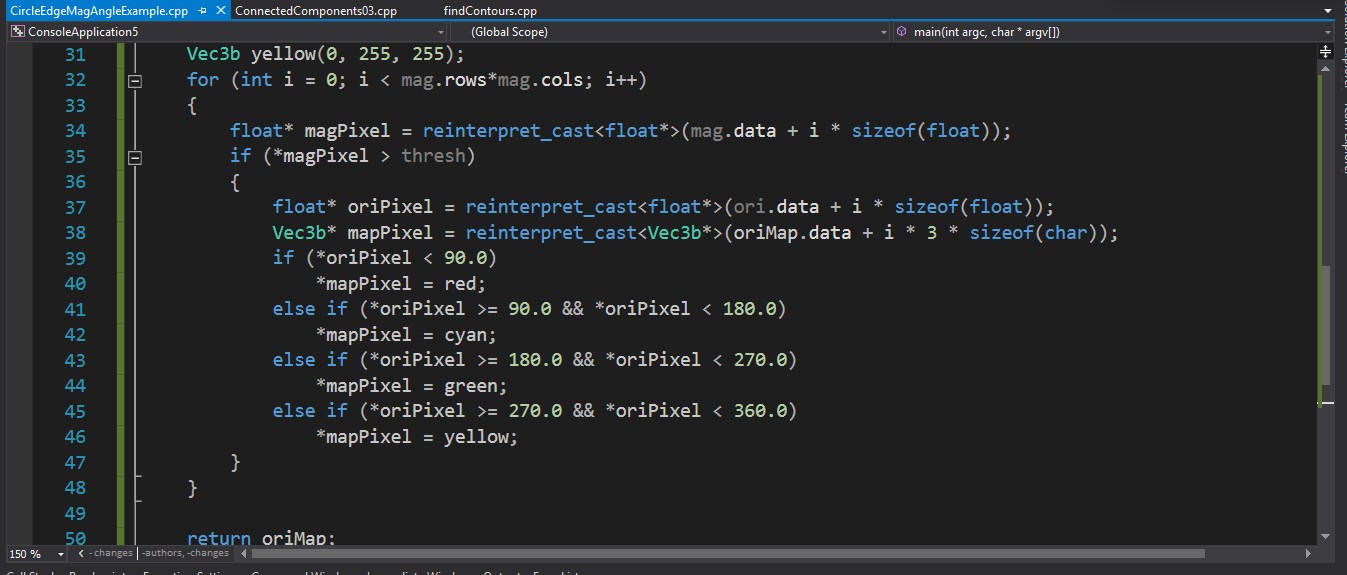 CircleEdgeMagAngleExample.cpp ConnectedComponents03.cpp findContours.cpp
ConsoleApplication5 (Global Scope) main(int argc, char * argv[])
31 Vec3b yellow(0, 255, 255);
32 for (int i = 0; i < mag.rows*mag.cols; i++)
33 {
34 float* magPixel = reinterpret_cast<float*>(mag.data + i * sizeof(float));
35 if (*magPixel > thresh)
36 {
37 float* oriPixel = reinterpret_cast<float*>(ori.data + i * sizeof(float));
38 Vec3b* mapPixel = reinterpret_cast<Vec3b*>(oriMap.data + i * 3 * sizeof(char));
39 if (*oriPixel < 90.0)
40 *mapPixel = red;
41 else if (*oriPixel >= 90.0 && *oriPixel < 180.0)
42 *mapPixel = cyan;
43 else if (*oriPixel >= 180.0 && *oriPixel < 270.0)
44 *mapPixel = green;
45 else if (*oriPixel >= 270.0 && *oriPixel < 360.0)
46 *mapPixel = yellow;
47 }
48 }
49
50 return oriMap;
150 % -changes -authors, -changes